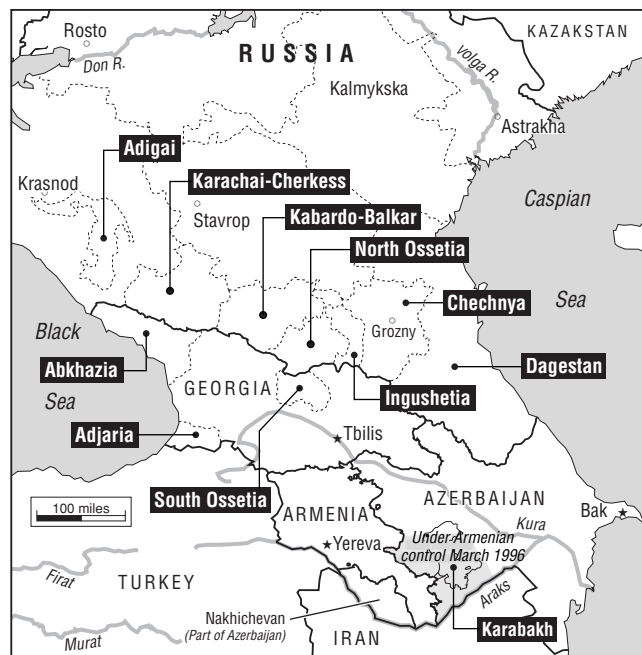 Rosto
Don R.
RUSSIA
KAZAKSTAN
volga R.
Kalmykska
Astrakha
Adigai
Krasnod
Karachai-Cherkess
Stavrop
Kabardo-Balkar
Caspian
Sea
North Ossetia
Chechnya
Grozny
Black
Sea
Abkhazia
Dagestan
GEORGIA
Ingushetia
Adjaria
Tbilis
South Ossetia
100 miles
AZERBAIJAN
ARMENIA
Bak
Kura
Under Armenian
control March 1996
Yereva
Firat
TURKEY
Araks
Nakhichevan
(Part of Azerbaijan)
Karabakh
Murat
IRAN